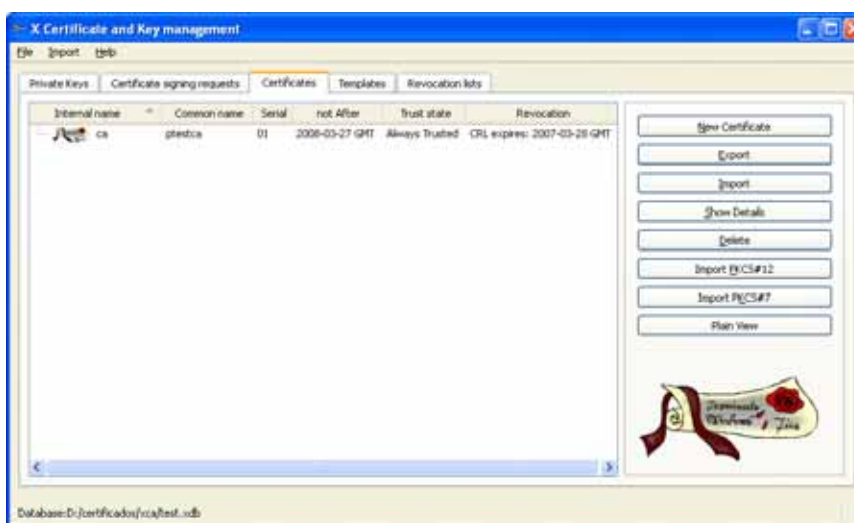 X Certificate and Key management
File Import Help
Private Keys Certificate signing requests Certificates Templates Revocation lists
Internal name Common name Serial not After Trust state Revocation
ca ptestca 01 2008-03-27 GMT Always Trusted CRL expires: 2007-03-28 GMT
New Certificate
Export
Import
Show Details
Delete
Import PKCS#12
Import PKCS#7
Plain View
Database:D:/certificados/xca/test.xdb